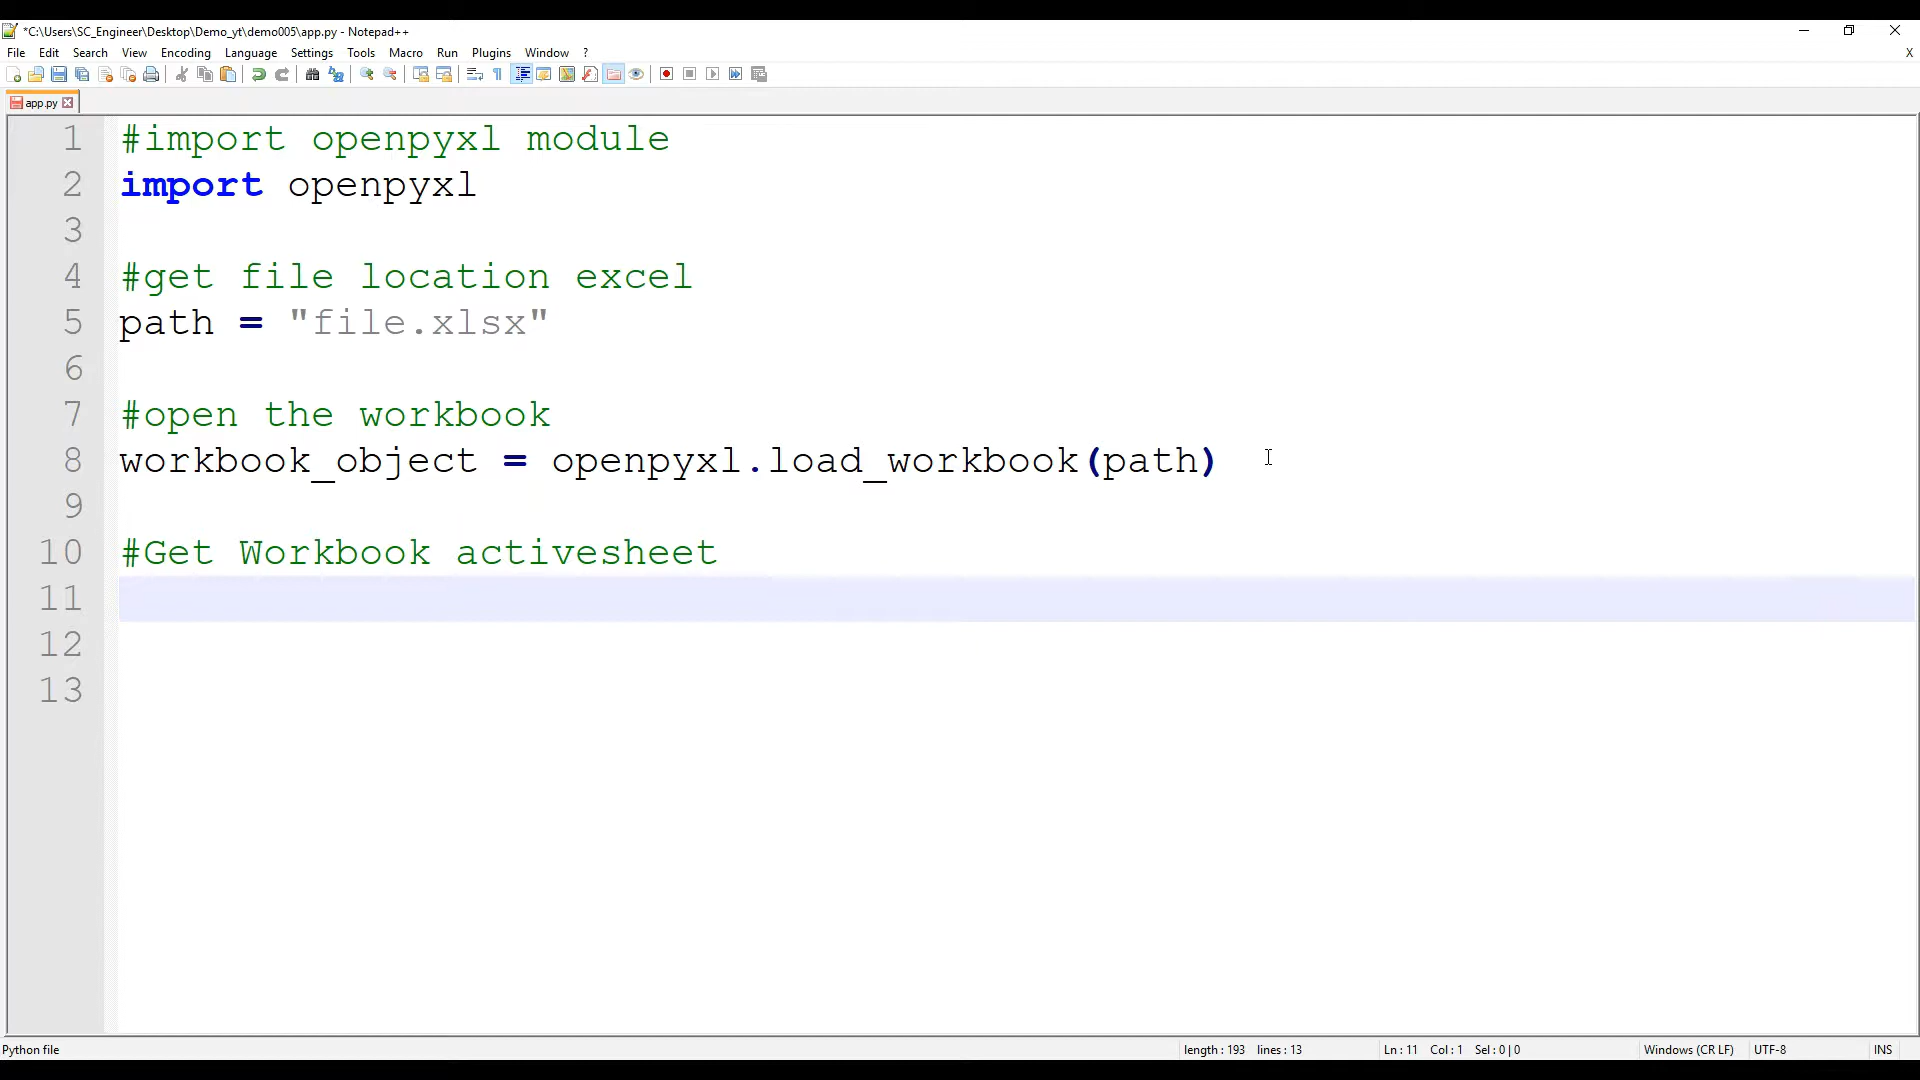 *C:\Users\SC_Engineer\Desktop\Demo_yt\demo005\app.py - Notepad++
File Edit Search View Encoding Language Settings Tools Macro Run Plugins Window ? X
app.py
1 #import openpyxl module
2 import openpyxl
3
4 #get file location excel
5 path = "file.xlsx"
6
7 #open the workbook
8 workbook_object = openpyxl.load_workbook(path)
9
10 #Get Workbook activesheet
11
12
13
Python file length : 193 lines : 13 Ln : 11 Col : 1 Sel : 0 | 0 Windows (CR LF) UTF-8 INS